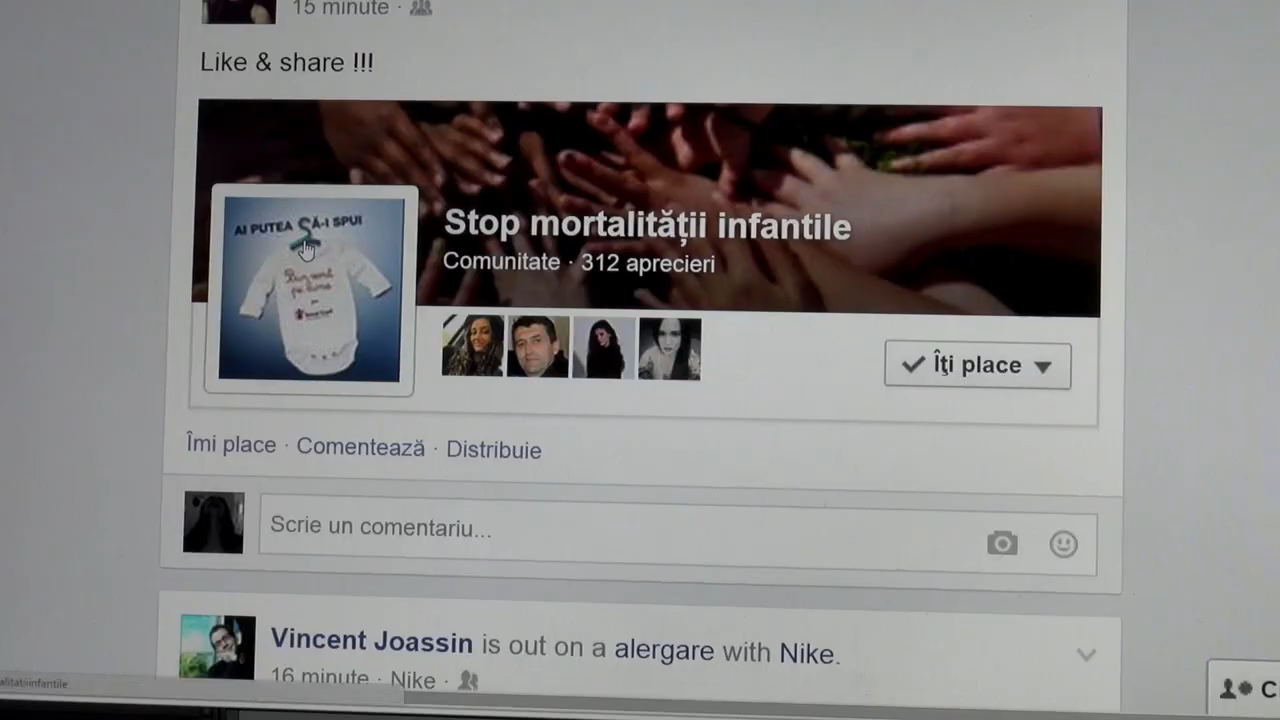 15 minute ·
Like & share !!!
AI PUTEA SĂ-I SPUI
Stop mortalității infantile
Comunitate · 312 aprecieri
Îţi place
Îmi place · Comentează · Distribuie
Scrie un comentariu...
Vincent Joassin is out on a alergare with Nike.
16 minute · Nike ·
C